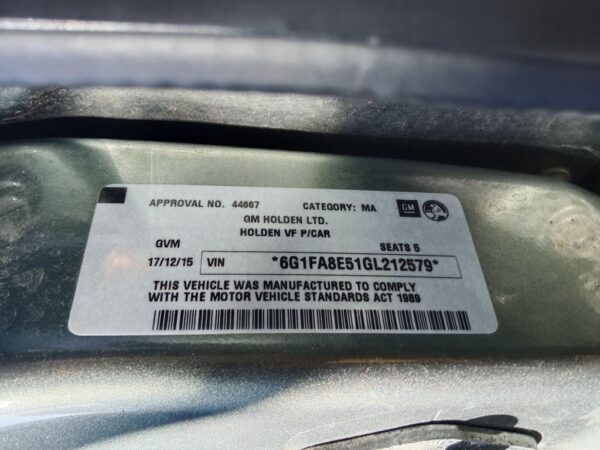 APPROVAL NO. 44667 CATEGORY: MA GM
GM HOLDEN LTD.
HOLDEN VF P/CAR
GVM SEATS 5
17/12/15 VIN *6G1FA8E51GL212579*
THIS VEHICLE WAS MANUFACTURED TO COMPLY
WITH THE MOTOR VEHICLE STANDARDS ACT 1989